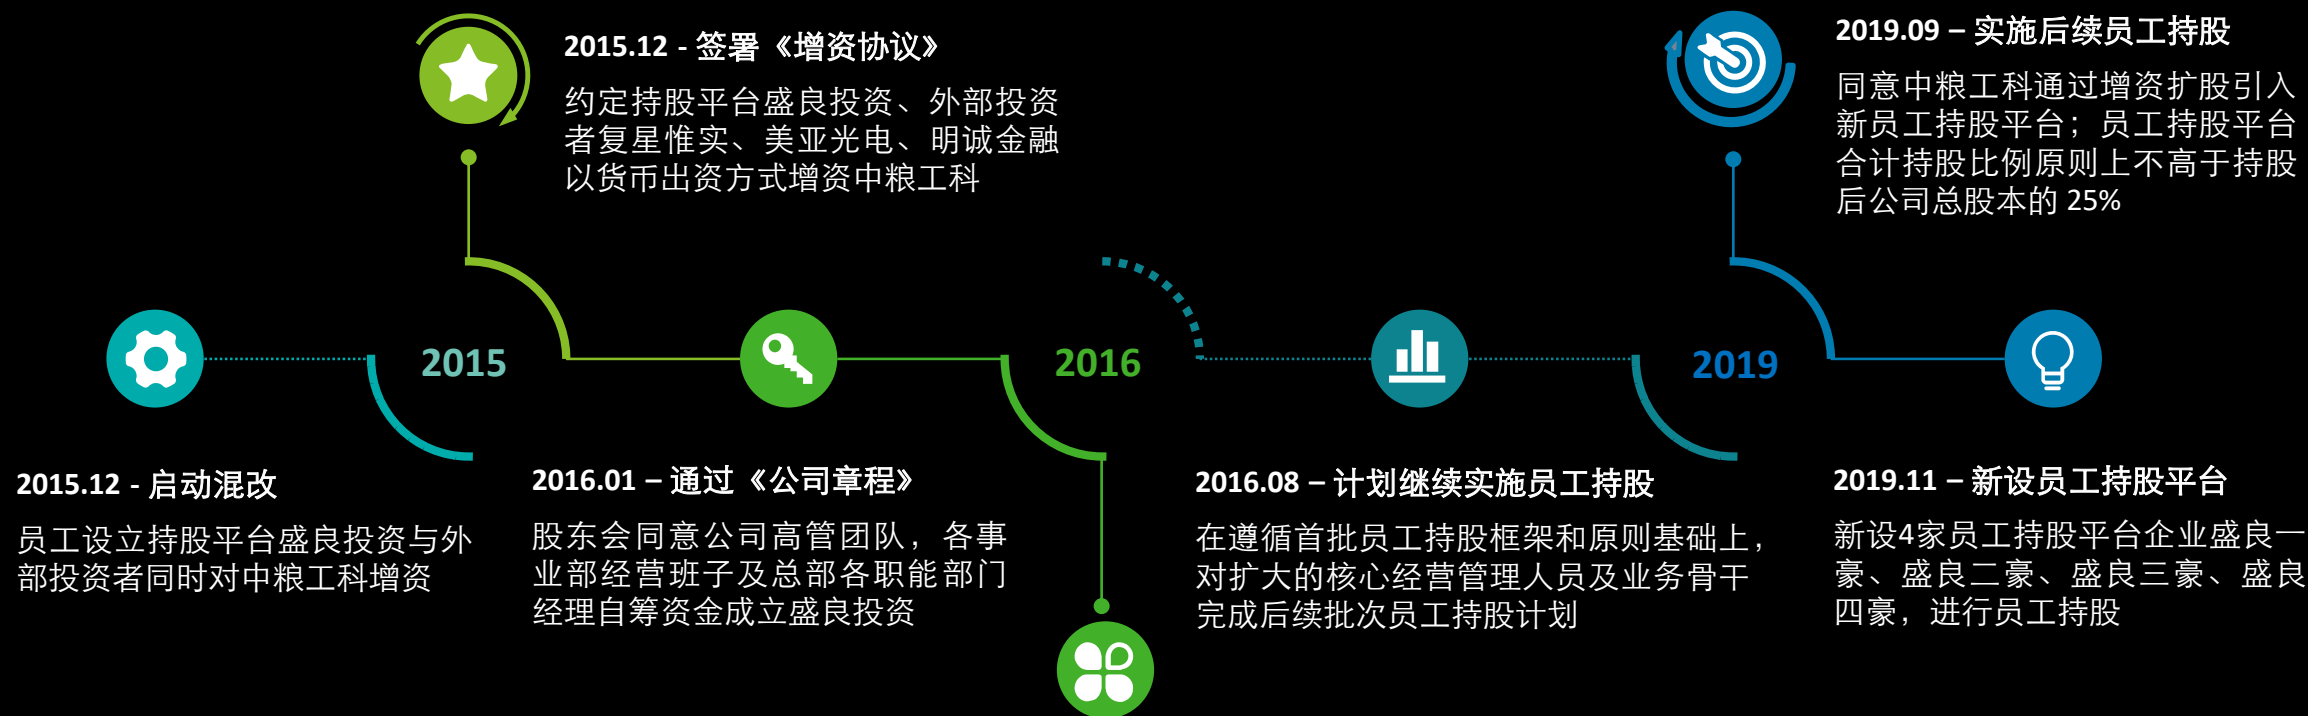 2015.12 - 签署《增资协议》
约定持股平台盛良投资、外部投资
者复星惟实、美亚光电、明诚金融
以货币出资方式增资中粮工科
2019.09 – 实施后续员工持股
同意中粮工科通过增资扩股引入
新员工持股平台；员工持股平台
合计持股比例原则上不高于持股
后公司总股本的 25%
2015
2016
2019
2015.12 - 启动混改
员工设立持股平台盛良投资与外
部投资者同时对中粮工科增资
2016.01 – 通过《公司章程》
股东会同意公司高管团队，各事
业部经营班子及总部各职能部门
经理自筹资金成立盛良投资
2016.08 – 计划继续实施员工持股
在遵循首批员工持股框架和原则基础上，
对扩大的核心经营管理人员及业务骨干
完成后续批次员工持股计划
2019.11 – 新设员工持股平台
新设4家员工持股平台企业盛良一
豪、盛良二豪、盛良三豪、盛良
四豪，进行员工持股